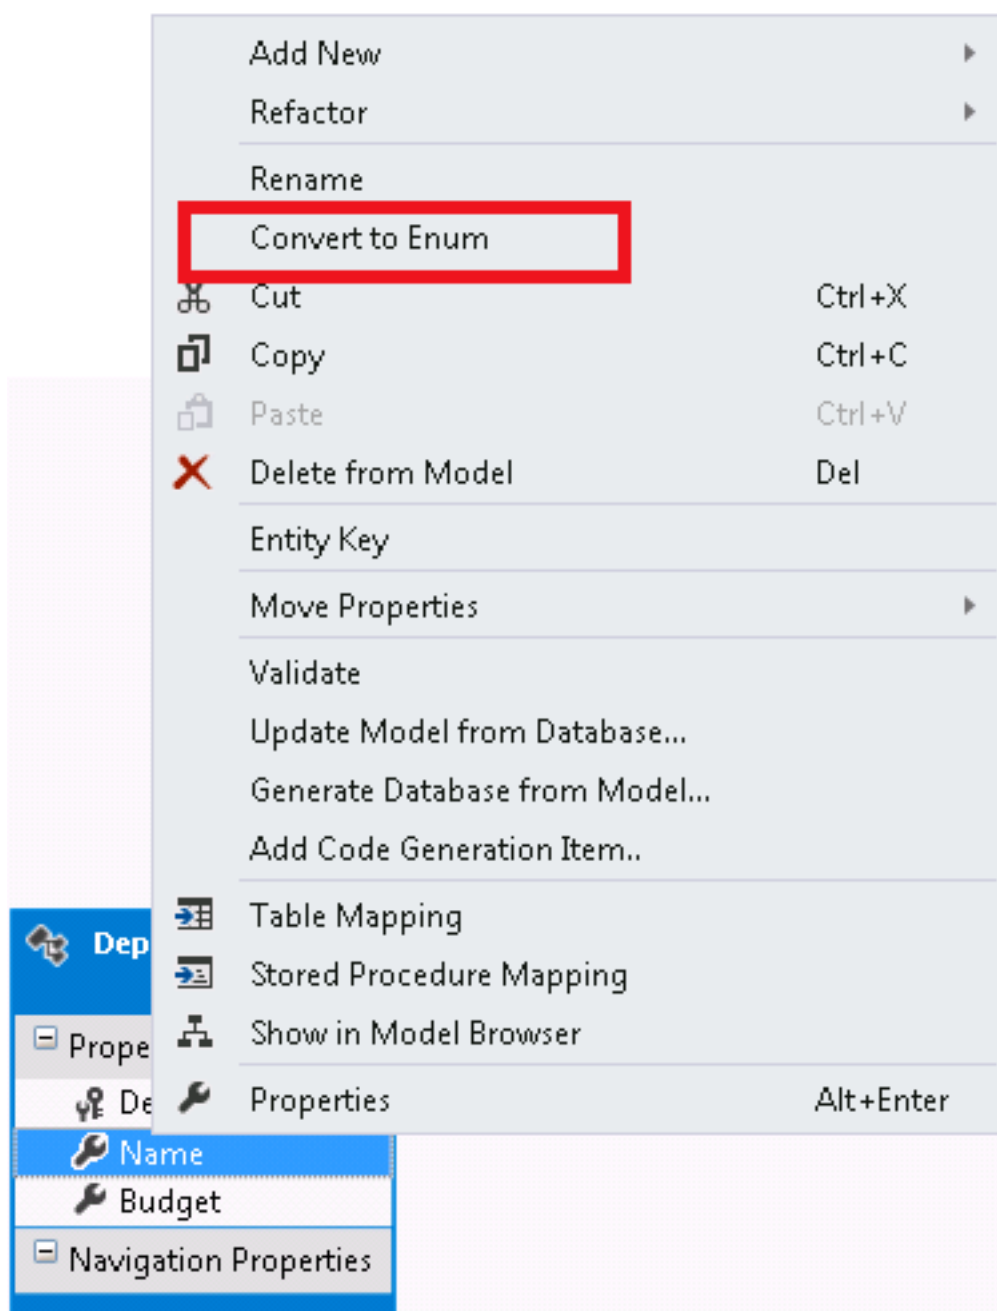 Add New
Refactor
Rename
Convert to Enum
Cut Ctrl+X
Copy Ctrl+C
Paste Ctrl+V
Delete from Model Del
Entity Key
Move Properties
Validate
Update Model from Database...
Generate Database from Model...
Add Code Generation Item..
Table Mapping
Dep
Stored Procedure Mapping
Show in Model Browser
Prope
Properties Alt+Enter
De
Name
Budget
Navigation Properties